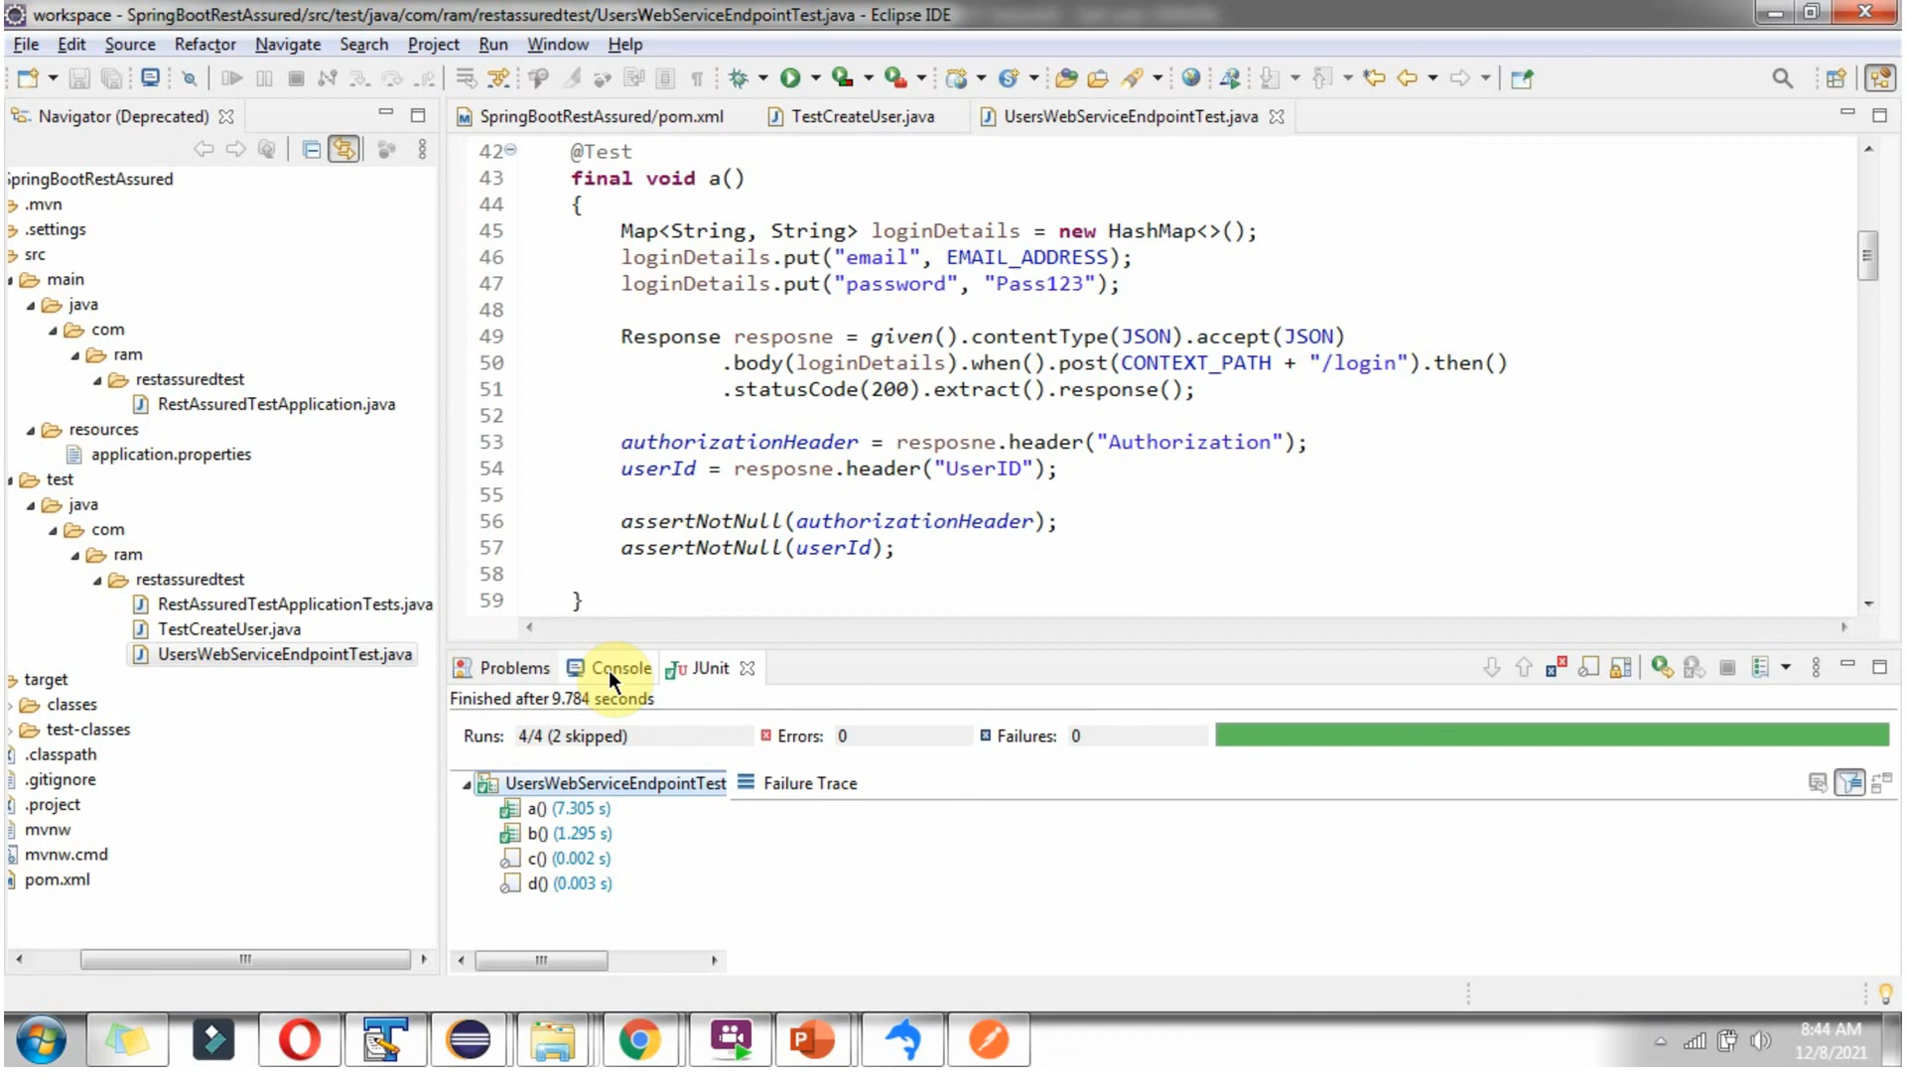 workspace - SpringBootRestAssured/src/test/java/com/ram/restassuredtest/UsersWebServiceEndpointTest.java - Eclipse IDE
File Edit Source Refactor Navigate Search Project Run Window Help
Navigator (Deprecated)
SpringBootRestAssured/pom.xml TestCreateUser.java UsersWebServiceEndpointTest.java
pringBootRestAssured
.mvn
.settings
src
main
java
com
ram
restassuredtest
RestAssuredTestApplication.java
resources
application.properties
test
java
com
ram
restassuredtest
RestAssuredTestApplicationTests.java
TestCreateUser.java
UsersWebServiceEndpointTest.java
target
classes
test-classes
.classpath
.gitignore
.project
mvnw
mvnw.cmd
pom.xml
42 @Test
43 final void a()
44 {
45 Map<String, String> loginDetails = new HashMap<>();
46 loginDetails.put("email", EMAIL_ADDRESS);
47 loginDetails.put("password", "Pass123");
48
49 Response resposne = given().contentType(JSON).accept(JSON)
50 .body(loginDetails).when().post(CONTEXT_PATH + "/login").then()
51 .statusCode(200).extract().response();
52
53 authorizationHeader = resposne.header("Authorization");
54 userId = resposne.header("UserID");
55
56 assertNotNull(authorizationHeader);
57 assertNotNull(userId);
58
59 }
Problems Console JUnit
Finished after 9.784 seconds
Runs: 4/4 (2 skipped) Errors: 0 Failures: 0
UsersWebServiceEndpointTest Failure Trace
a() (7.305 s)
b() (1.295 s)
c() (0.002 s)
d() (0.003 s)
8:44 AM
12/8/2021